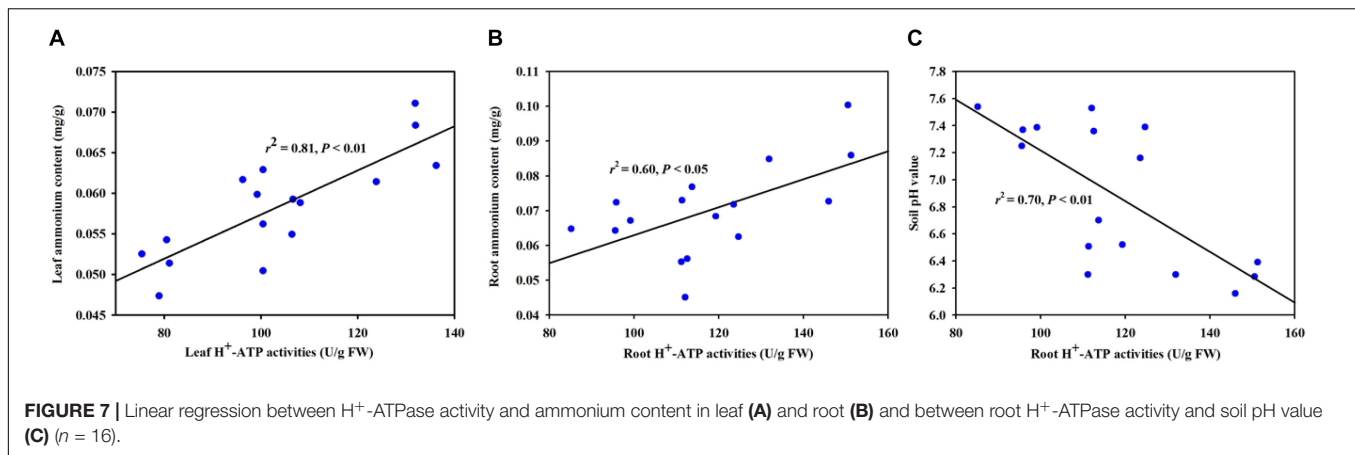 A
B
C
0.075
0.070
0.065
0.060
0.055
0.050
0.045
Leaf ammonium content (mg/g)
r² = 0.81, P < 0.01
80 100 120 140
Leaf H⁺-ATP activities (U/g FW)
0.11
0.10
0.09
0.08
0.07
0.06
0.05
0.04
Root ammonium content (mg/g)
r² = 0.60, P < 0.05
80 100 120 140 160
Root H⁺-ATP activities (U/g FW)
7.8
7.6
7.4
7.2
7.0
6.8
6.6
6.4
6.2
6.0
Soil pH value
r² = 0.70, P < 0.01
80 100 120 140 160
Root H⁺-ATP activities (U/g FW)
FIGURE 7 | Linear regression between H⁺-ATPase activity and ammonium content in leaf (A) and root (B) and between root H⁺-ATPase activity and soil pH value
(C) (n = 16).